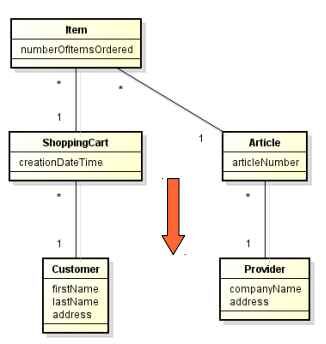 Item
numberOfItemsOrdered
*
*
1
1
ShoppingCart
creationDateTime
Article
articleNumber
*
*
1
1
Customer
firstName
lastName
address
Provider
companyName
address